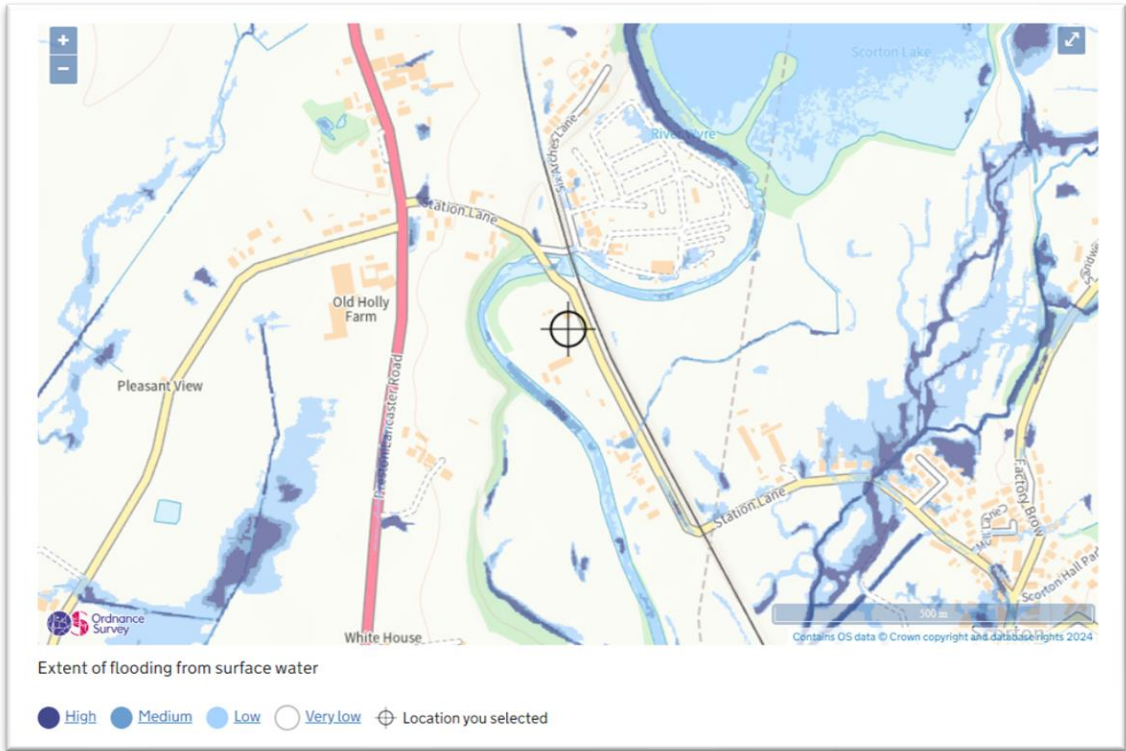 +
−
Scorton Lake
River Wyre
Six Arches Lane
Station Lane
Old Holly
Farm
Pleasant View
Preston Lancaster Road
Station Lane
Factory Brow
Scorton Hall Park
White House
500 m
Ordnance
Survey
Contains OS data © Crown copyright and database rights 2024
Extent of flooding from surface water
High Medium Low Very low Location you selected